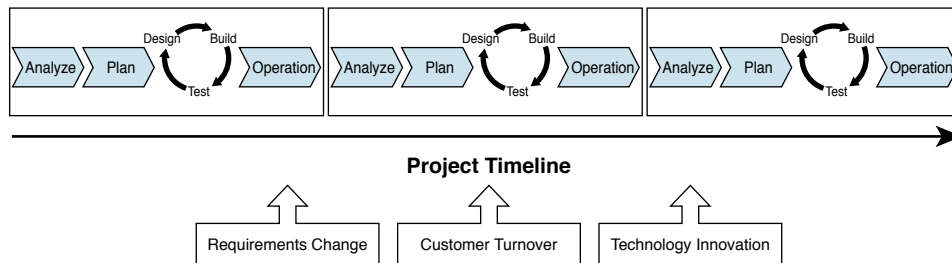 Analyze Plan Design Build Test Operation
Analyze Plan Design Build Test Operation
Analyze Plan Design Build Test Operation
Project Timeline
Requirements Change
Customer Turnover
Technology Innovation